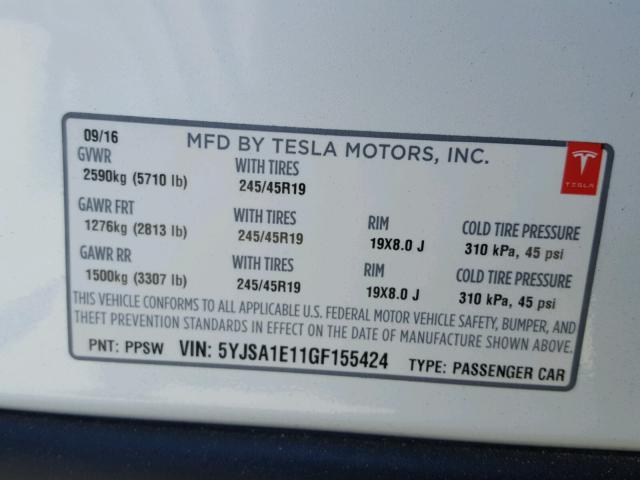 09/16 MFD BY TESLA MOTORS, INC.
GVWR WITH TIRES
2590kg (5710 lb) 245/45R19
TESLA
GAWR FRT WITH TIRES RIM COLD TIRE PRESSURE
1276kg (2813 lb) 245/45R19 19X8.0 J 310 kPa, 45 psi
GAWR RR WITH TIRES RIM COLD TIRE PRESSURE
1500kg (3307 lb) 245/45R19 19X8.0 J 310 kPa, 45 psi
THIS VEHICLE CONFORMS TO ALL APPLICABLE U.S. FEDERAL MOTOR VEHICLE SAFETY, BUMPER, AND
THEFT PREVENTION STANDARDS IN EFFECT ON THE DATE OF MANUFACTURE SHOWN ABOVE.
PNT: PPSW VIN: 5YJSA1E11GF155424 TYPE: PASSENGER CAR